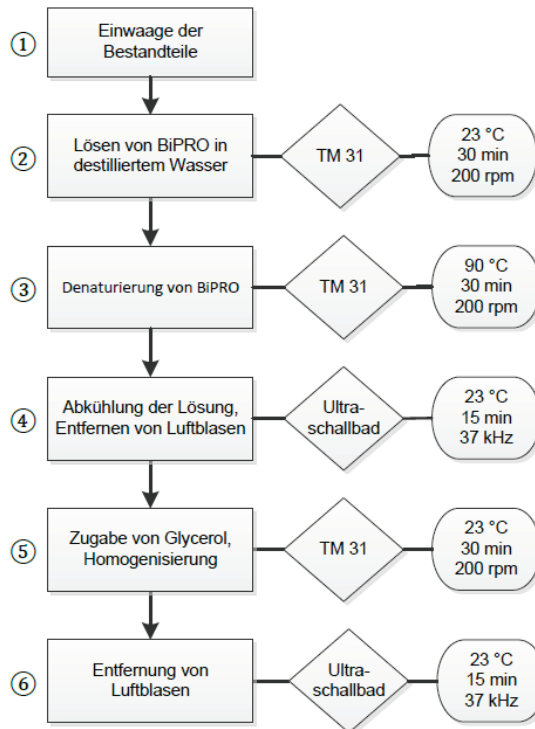 ①
Einwaage der
Bestandteile
②
Lösen von BiPRO in
destilliertem Wasser
TM 31
23 °C
30 min
200 rpm
③
Denaturierung von BiPRO
TM 31
90 °C
30 min
200 rpm
④
Abkühlung der Lösung,
Entfernen von Luftblasen
Ultra-
schallbad
23 °C
15 min
37 kHz
⑤
Zugabe von Glycerol,
Homogenisierung
TM 31
23 °C
30 min
200 rpm
⑥
Entfernung von
Luftblasen
Ultra-
schallbad
23 °C
15 min
37 kHz